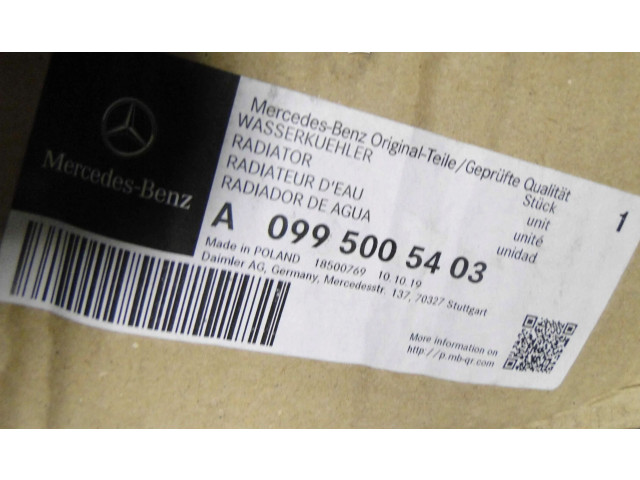 Mercedes-Benz
Mercedes-Benz Original-Teile/Geprüfte Qualität
WASSERKUEHLER Stück 1
RADIATOR unit
RADIATEUR D'EAU unité
RADIADOR DE AGUA unidad
A 099 500 54 03
Made in POLAND 18500769 10.10.19
Daimler AG, Germany, Mercedesstr. 137, 70327 Stuttgart
More information on
http://p.mb-qr.com